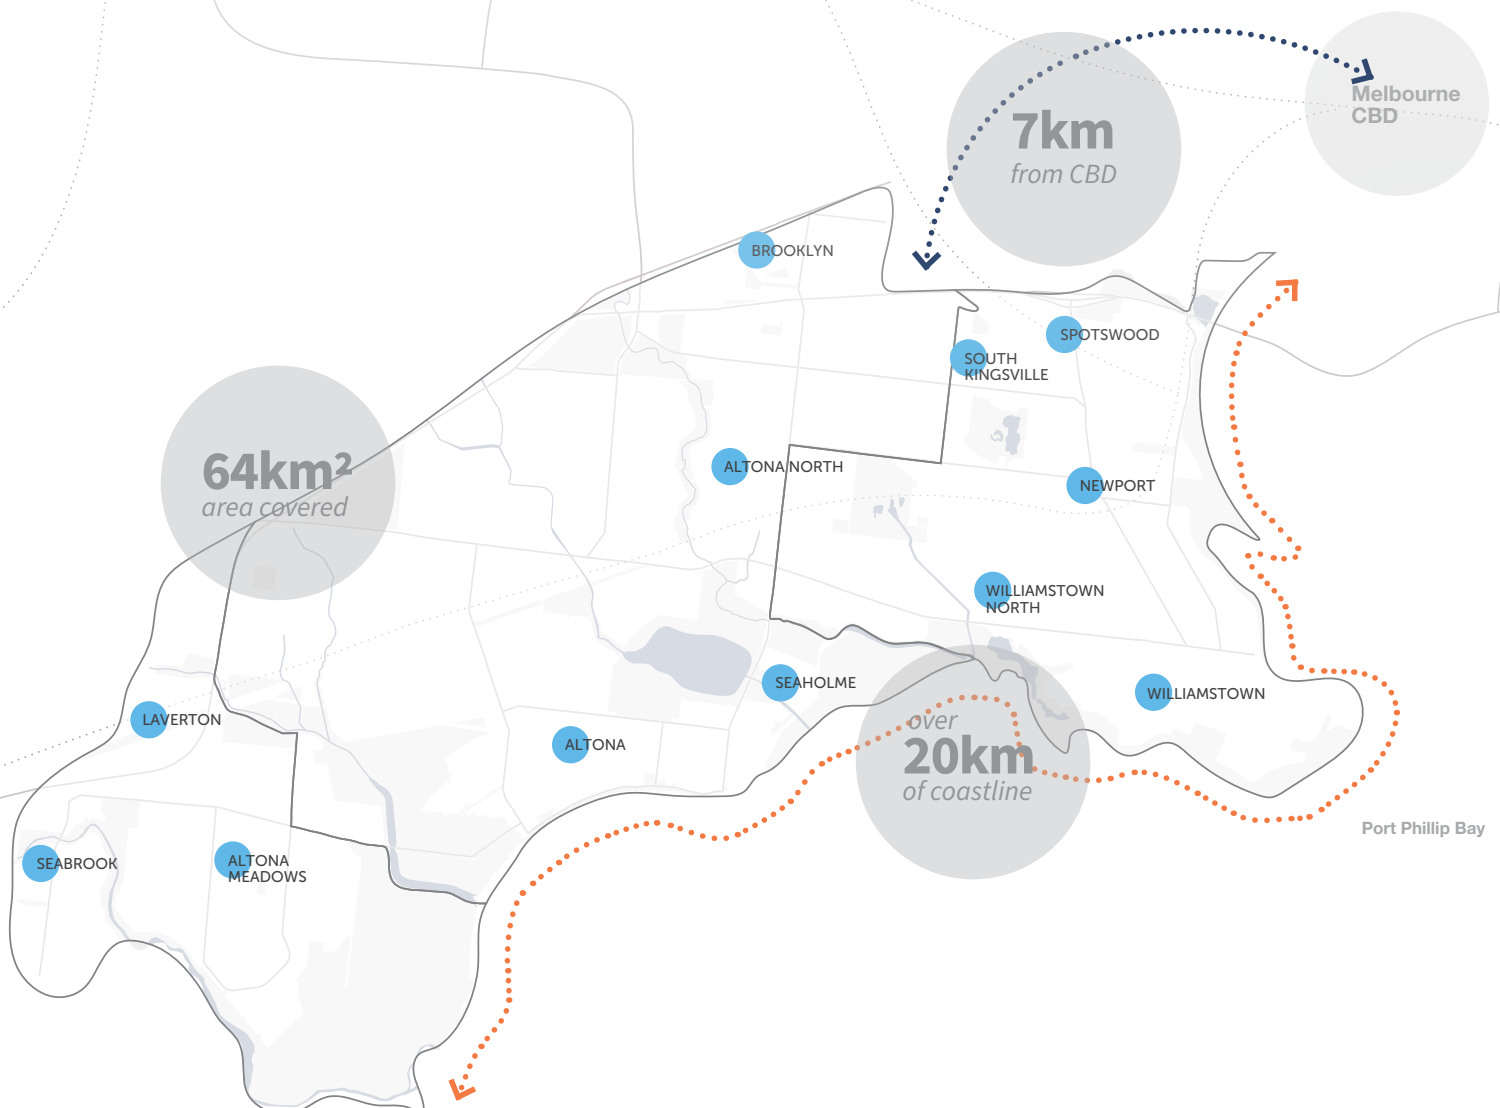 Melbourne
CBD
7km
from CBD
BROOKLYN
SPOTSWOOD
SOUTH
KINGSVILLE
64km²
area covered
ALTONA NORTH
NEWPORT
WILLIAMSTOWN
NORTH
SEAHOLME
WILLIAMSTOWN
LAVERTON
over
20km
of coastline
ALTONA
Port Phillip Bay
SEABROOK
ALTONA
MEADOWS